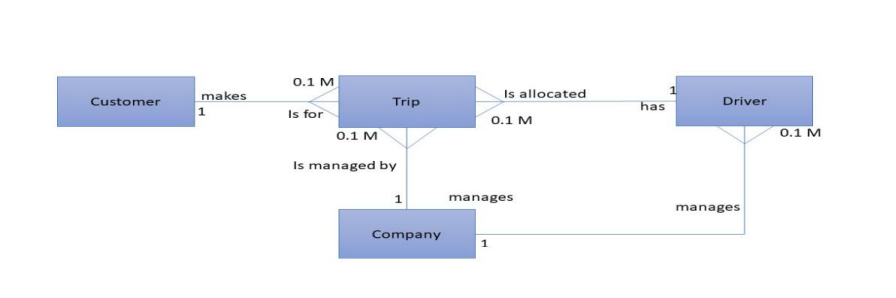 0.1 M
Customer
makes
1
Is for
Trip
0.1 M
Is allocated
0.1 M
1
has
Driver
0.1 M
Is managed by
1
manages
manages
Company
1